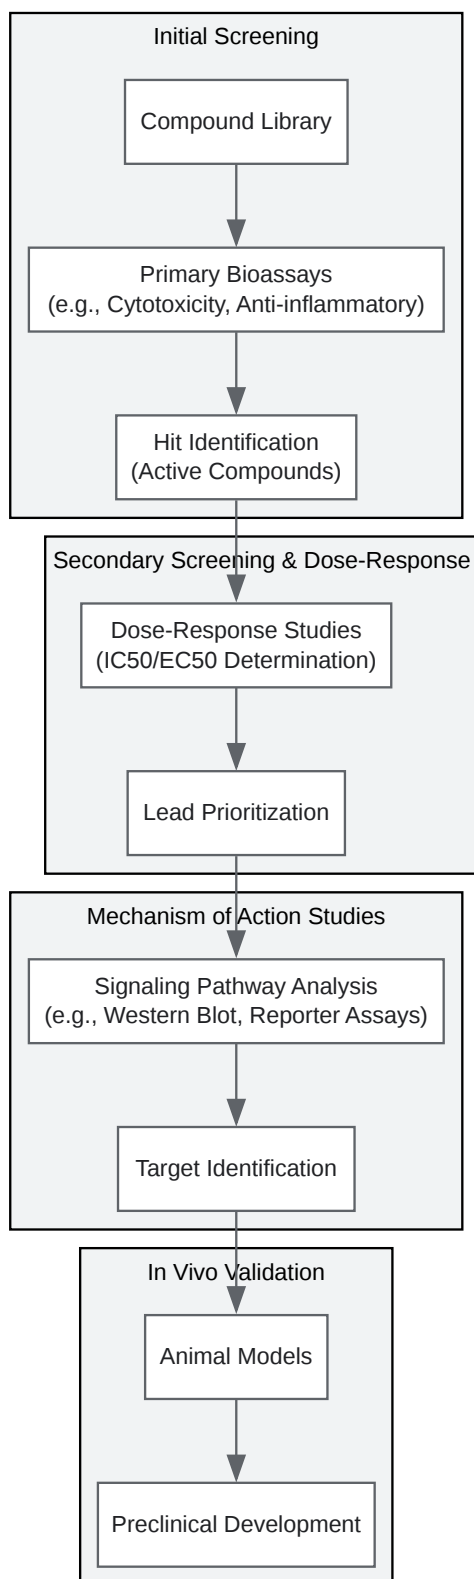 Initial Screening
Compound Library
Primary Bioassays
(e.g., Cytotoxicity, Anti-inflammatory)
Hit Identification
(Active Compounds)
Secondary Screening & Dose-Response
Dose-Response Studies
(IC50/EC50 Determination)
Lead Prioritization
Mechanism of Action Studies
Signaling Pathway Analysis
(e.g., Western Blot, Reporter Assays)
Target Identification
In Vivo Validation
Animal Models
Preclinical Development